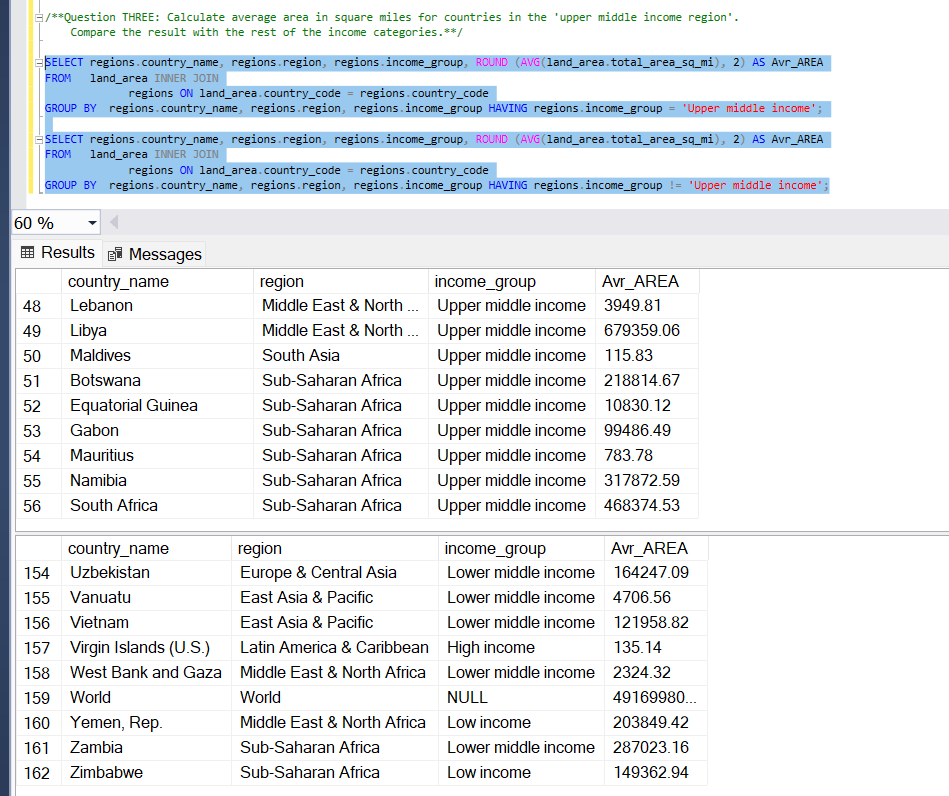 /**Question THREE: Calculate average area in square miles for countries in the 'upper middle income region'.
Compare the result with the rest of the income categories.**/
SELECT regions.country_name, regions.region, regions.income_group, ROUND (AVG(land_area.total_area_sq_mi), 2) AS Avr_AREA
FROM land_area INNER JOIN
regions ON land_area.country_code = regions.country_code
GROUP BY regions.country_name, regions.region, regions.income_group HAVING regions.income_group = 'Upper middle income';
SELECT regions.country_name, regions.region, regions.income_group, ROUND (AVG(land_area.total_area_sq_mi), 2) AS Avr_AREA
FROM land_area INNER JOIN
regions ON land_area.country_code = regions.country_code
GROUP BY regions.country_name, regions.region, regions.income_group HAVING regions.income_group != 'Upper middle income';
60 %
Results Messages
country_name region income_group Avr_AREA
48 Lebanon Middle East & North ... Upper middle income 3949.81
49 Libya Middle East & North ... Upper middle income 679359.06
50 Maldives South Asia Upper middle income 115.83
51 Botswana Sub-Saharan Africa Upper middle income 218814.67
52 Equatorial Guinea Sub-Saharan Africa Upper middle income 10830.12
53 Gabon Sub-Saharan Africa Upper middle income 99486.49
54 Mauritius Sub-Saharan Africa Upper middle income 783.78
55 Namibia Sub-Saharan Africa Upper middle income 317872.59
56 South Africa Sub-Saharan Africa Upper middle income 468374.53
country_name region income_group Avr_AREA
154 Uzbekistan Europe & Central Asia Lower middle income 164247.09
155 Vanuatu East Asia & Pacific Lower middle income 4706.56
156 Vietnam East Asia & Pacific Lower middle income 121958.82
157 Virgin Islands (U.S.) Latin America & Caribbean High income 135.14
158 West Bank and Gaza Middle East & North Africa Lower middle income 2324.32
159 World World NULL 49169980...
160 Yemen, Rep. Middle East & North Africa Low income 203849.42
161 Zambia Sub-Saharan Africa Lower middle income 287023.16
162 Zimbabwe Sub-Saharan Africa Low income 149362.94